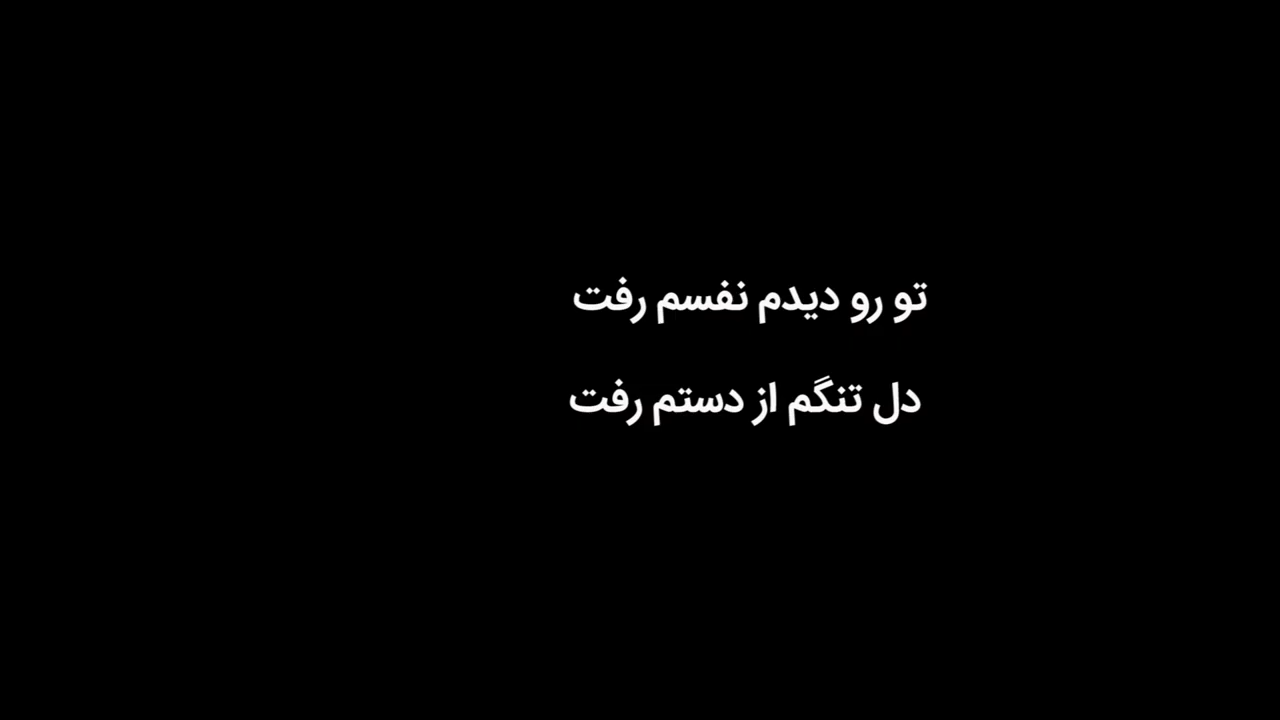 تو رو دیدم نفسم رفت
دل تنگم از دستم رفت